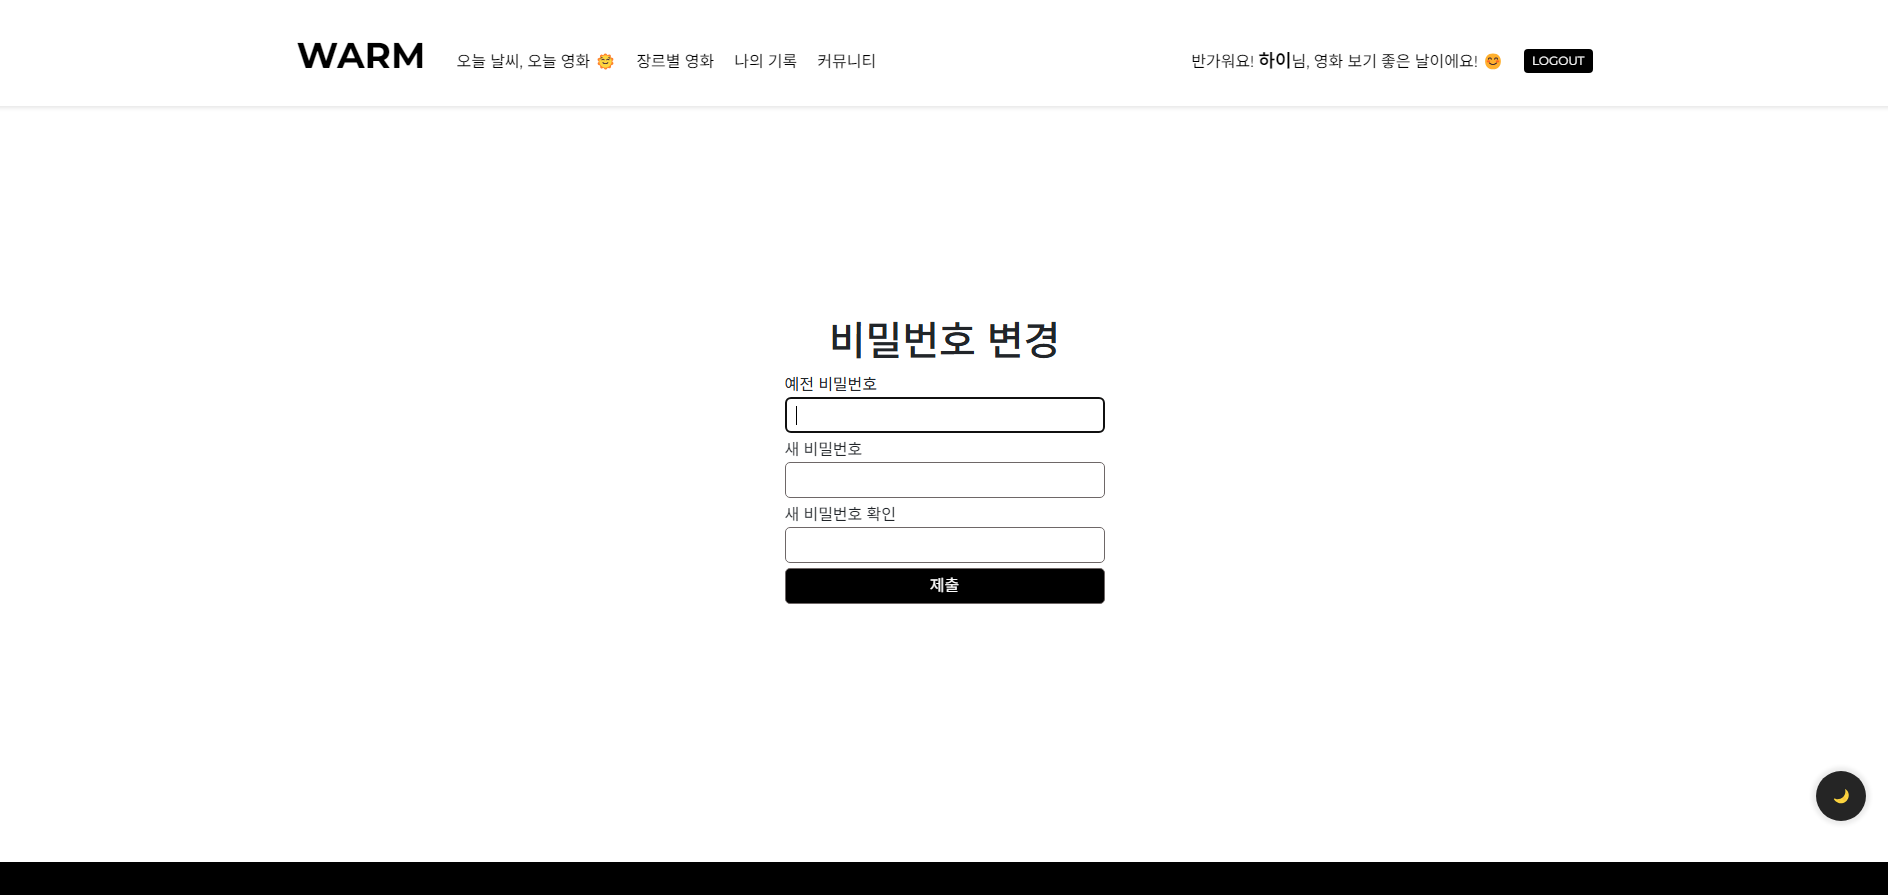 WARM
오늘 날씨, 오늘 영화 🌞 장르별 영화 나의 기록 커뮤니티
반가워요! 하이님, 영화 보기 좋은 날이에요! 😊 LOGOUT
비밀번호 변경
예전 비밀번호
새 비밀번호
새 비밀번호 확인
제출